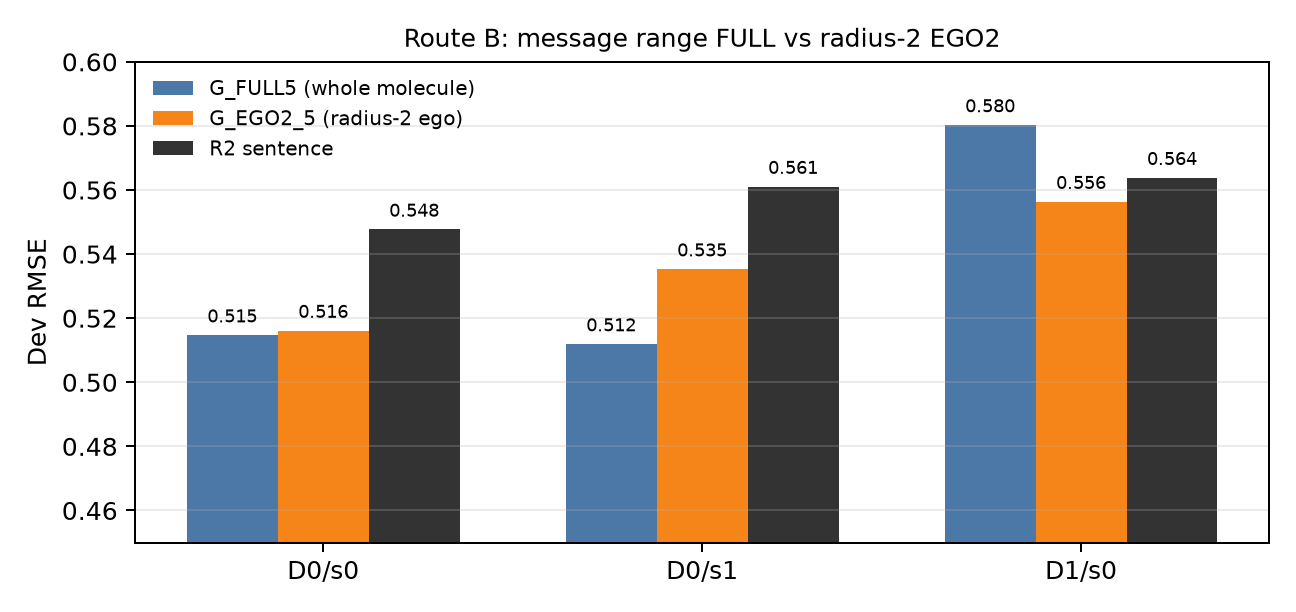 Route B: message range FULL vs radius-2 EGO2
Dev RMSE
0.60
0.58
0.56
0.54
0.52
0.50
0.48
0.46
G_FULL5 (whole molecule)
G_EGO2_5 (radius-2 ego)
R2 sentence
0.515
0.516
0.548
0.512
0.535
0.561
0.580
0.556
0.564
D0/s0
D0/s1
D1/s0